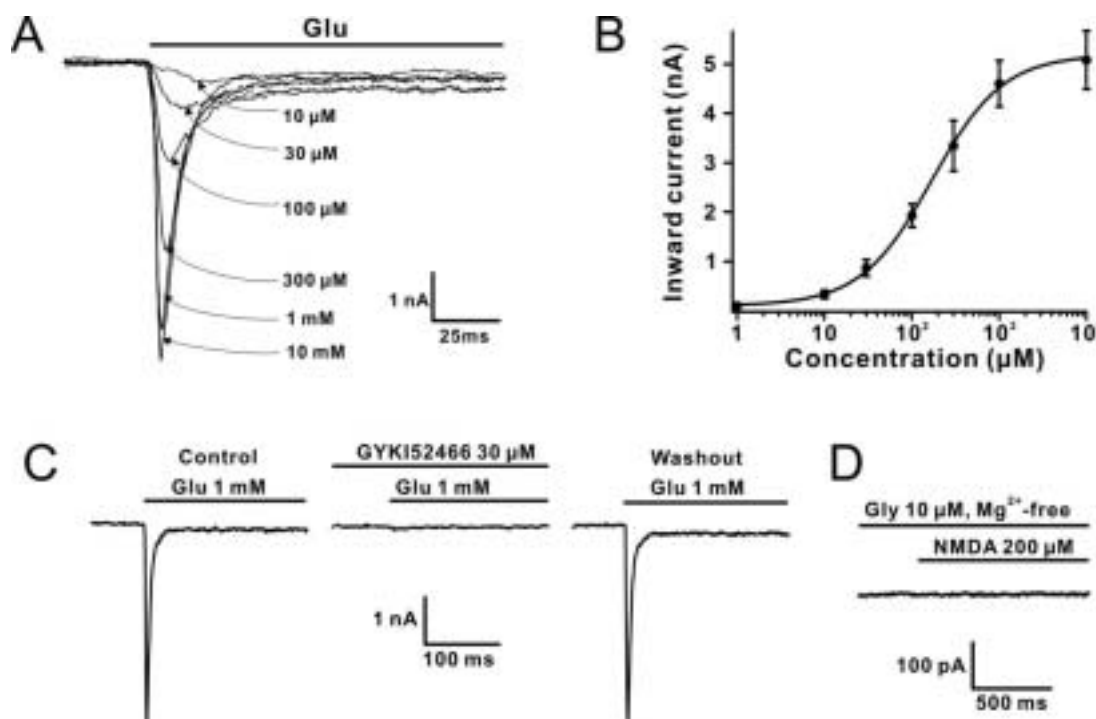 A
Glu
10 µM
30 µM
100 µM
300 µM
1 mM
10 mM
1 nA
25ms
B
Inward current (nA)
5
4
3
2
1
1
10
10²
10³
10
Concentration (µM)
C
Control
Glu 1 mM
GYKI52466 30 µM
Glu 1 mM
Washout
Glu 1 mM
1 nA
100 ms
D
Gly 10 µM, Mg²⁺-free
NMDA 200 µM
100 pA
500 ms